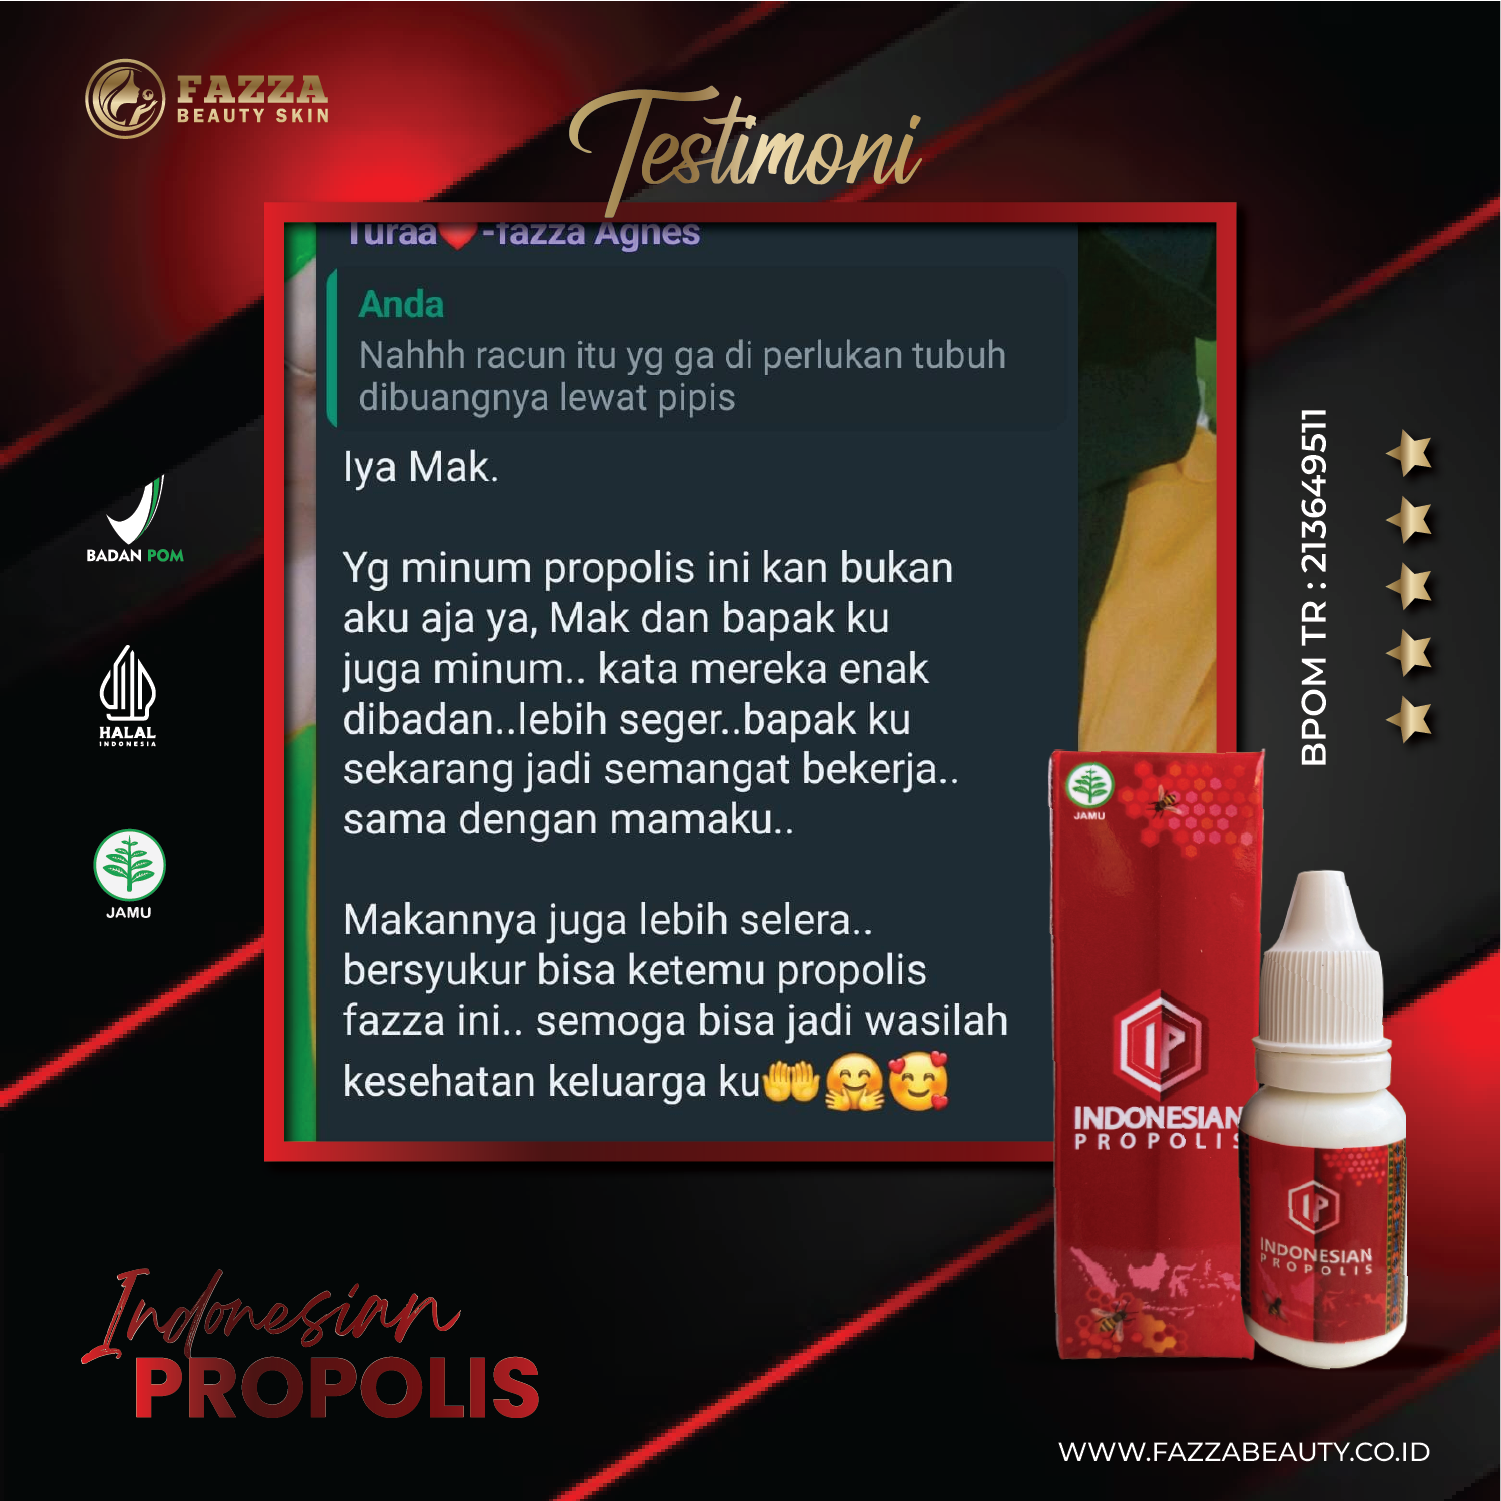 FAZZA
BEAUTY SKIN
Testimoni
Turaa❤️-fazza Agnes
Anda
Nahhh racun itu yg ga di perlukan tubuh
dibuangnya lewat pipis
Iya Mak.
Yg minum propolis ini kan bukan
aku aja ya, Mak dan bapak ku
juga minum.. kata mereka enak
dibadan..lebih seger..bapak ku
sekarang jadi semangat bekerja..
sama dengan mamaku..
Makannya juga lebih selera..
bersyukur bisa ketemu propolis
fazza ini.. semoga bisa jadi wasilah
kesehatan keluarga ku🤲🤗🥰
BADAN POM
HALAL
INDONESIA
JAMU
BPOM TR : 213649511
JAMU
IP
INDONESIAN
PROPOLIS
IP
INDONESIAN
PROPOLIS
Indonesian
PROPOLIS
WWW.FAZZABEAUTY.CO.ID